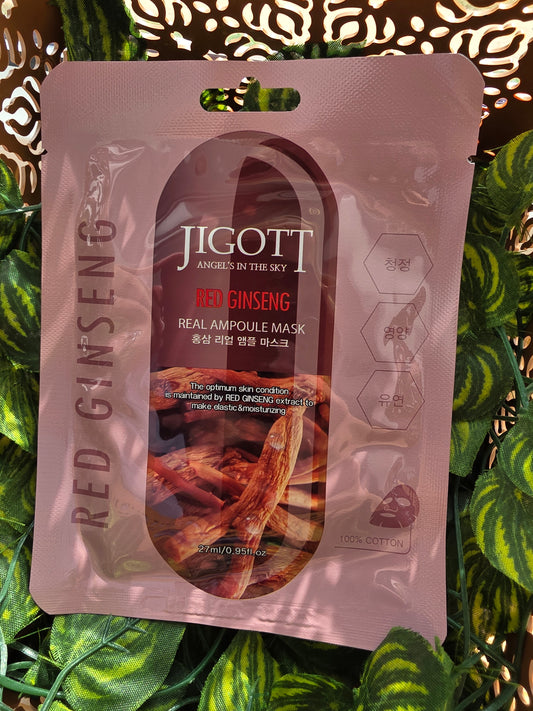 JIGOTT
ANGEL'S IN THE SKY
RED GINSENG
REAL AMPOULE MASK
홍삼 리얼 앰플 마스크
The optimum skin condition
is maintained by RED GINSENG extract to
make elastic&moisturizing
27ml/0.95fl.oz.
RED GINSENG
청정
영양
유연
100% COTTON